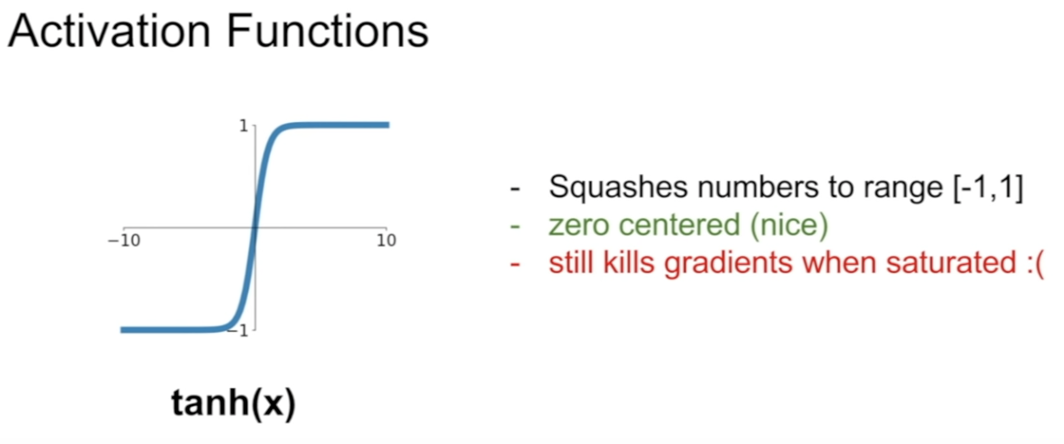 Activation Functions
1
−10
10
−1
- Squashes numbers to range [-1,1]
- zero centered (nice)
- still kills gradients when saturated :(
tanh(x)